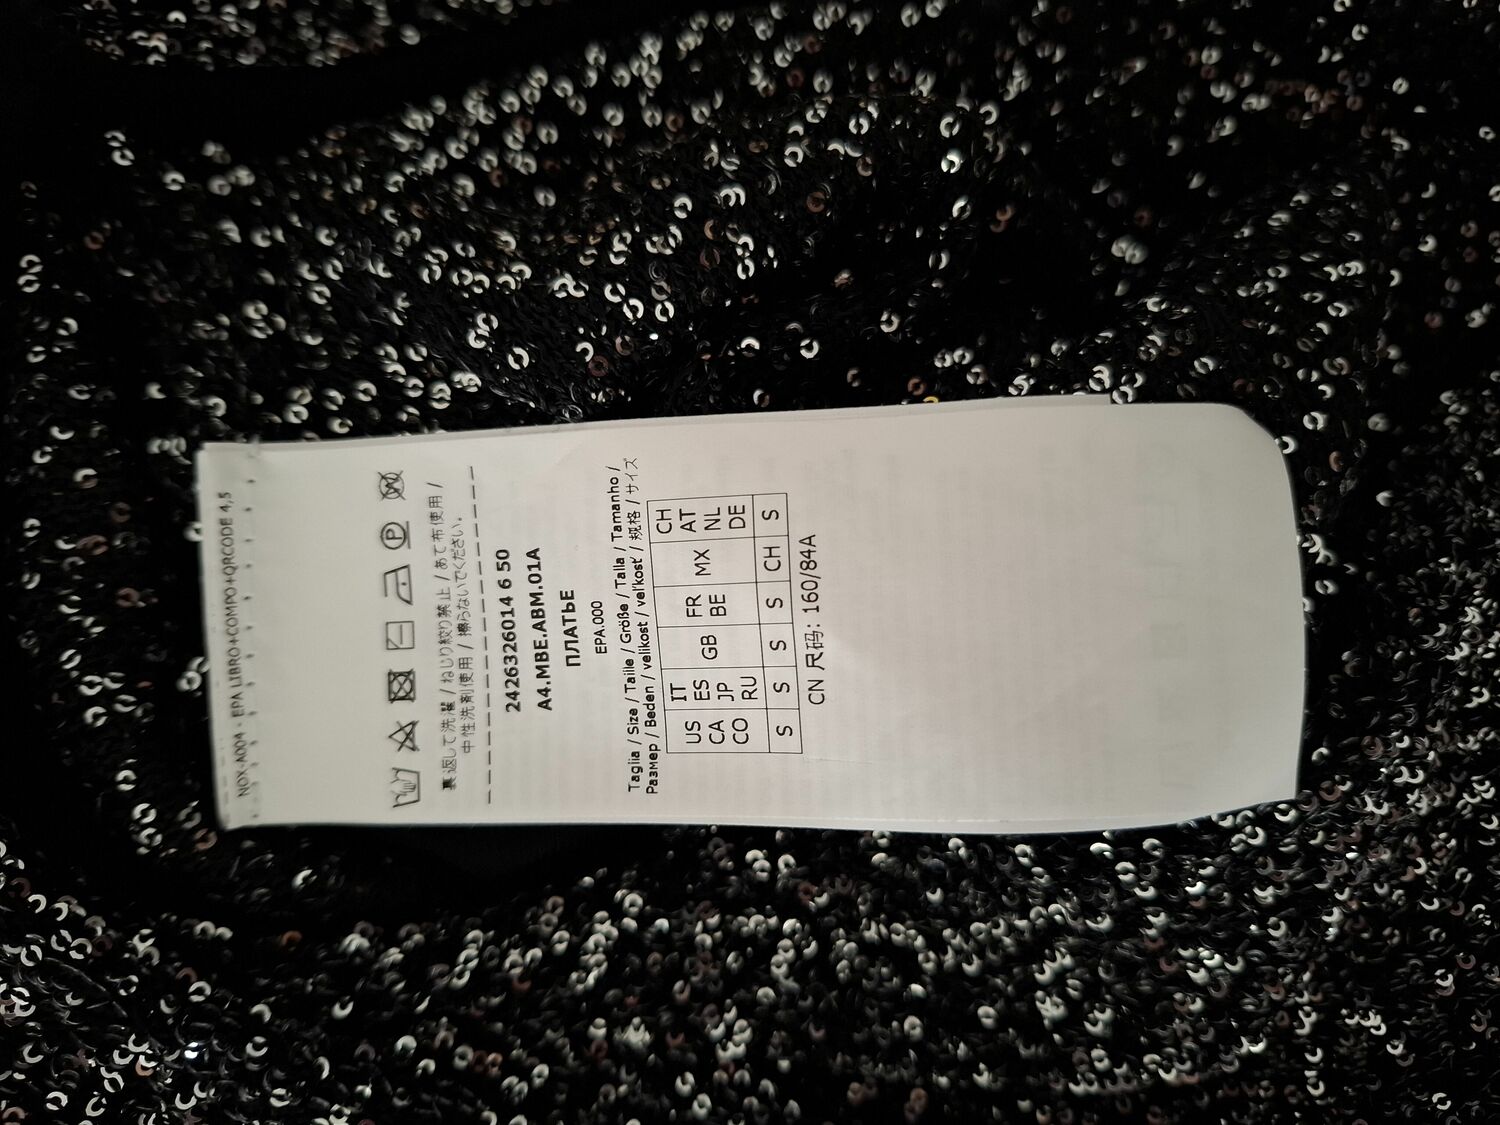 NOX-A004 - EPA LIBRO+COMPO+QRCODE 4,5
裏返して洗濯 / ねじり絞り禁止 / あて布使用 /
中性洗剤使用 / 擦らないでください。
2426326014 6 50
A4.MBE.ABM.01A
ПЛАТЬЕ
EPA.000
Taglia / Size / Taille / Größe / Talla / Tamanho /
Размер / Beden / velikost / veľkosť / 规格 / サイズ
US CA CO
IT ES JP RU
GB
FR BE
MX
CH AT NL DE
S S S S CH S
CN 尺码: 160/84A